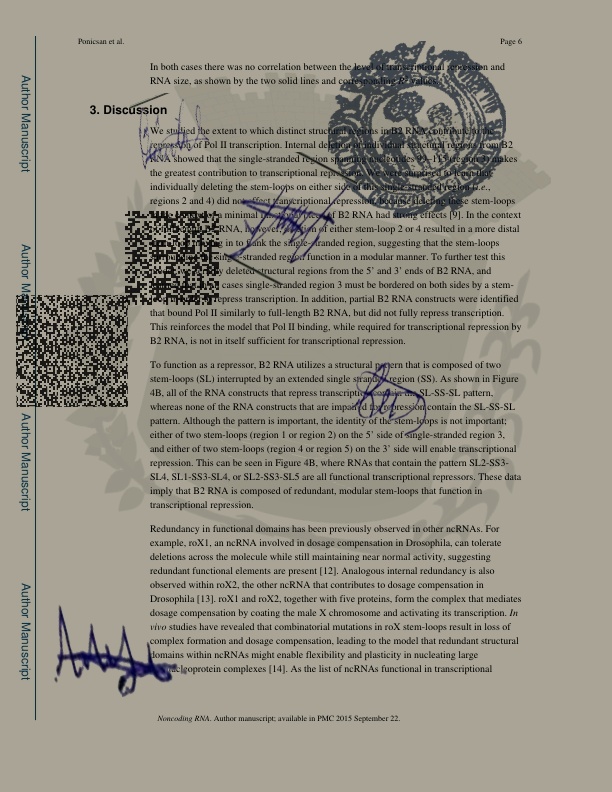 Ponicsan et al.
Page 6
In both cases there was no correlation between the level of transcriptional repression and
RNA size, as shown by the two solid lines and corresponding R² values.
3. Discussion
We studied the extent to which distinct structural regions in B2 RNA contribute to the
repression of Pol II transcription. Internal deletion of individual structural regions from B2
RNA showed that the single-stranded region spanning nucleotides 99–115 (region 3) makes
the greatest contribution to transcriptional repression. We were surprised to learn that
individually deleting the stem-loops on either side of this single-stranded region (i.e.,
regions 2 and 4) did not affect transcriptional repression, because deleting these stem-loops
a minimal B2 RNA had strong effects [9]. In the context
RNA, of either stem-loop 2 or 4 resulted in a more distal
in to flank the single-stranded region, suggesting that the stem-loops
single-stranded region function in a modular manner. To further test this
deleted structural regions from the 5' and 3' ends of B2 RNA, and
cases single-stranded region 3 must be bordered on both sides by a stem-
repress transcription. In addition, partial B2 RNA constructs were identified
that bound Pol II similarly to full-length B2 RNA, but did not fully repress transcription.
This reinforces the model that Pol II binding, while required for transcriptional repression by
B2 RNA, is not in itself sufficient for transcriptional repression.
To function as a repressor, B2 RNA utilizes a structural pattern that is composed of two
stem-loops (SL) interrupted by an extended single strand region (SS). As shown in Figure
4B, all of the RNA constructs that repress transcription contain the SL-SS-SL pattern,
whereas none of the RNA constructs that are impaired for repression contain the SL-SS-SL
pattern. Although the pattern is important, the identity of the stem-loops is not important;
either of two stem-loops (region 1 or region 2) on the 5' side of single-stranded region 3,
and either of two stem-loops (region 4 or region 5) on the 3' side will enable transcriptional
repression. This can be seen in Figure 4B, where RNAs that contain the pattern SL2-SS3-
SL4, SL1-SS3-SL4, or SL2-SS3-SL5 are all functional transcriptional repressors. These data
imply that B2 RNA is composed of redundant, modular stem-loops that function in
transcriptional repression.
Redundancy in functional domains has been previously observed in other ncRNAs. For
example, roX1, an ncRNA involved in dosage compensation in Drosophila, can tolerate
deletions across the molecule while still maintaining near normal activity, suggesting
redundant functional elements are present [12]. Analogous internal redundancy is also
observed within roX2, the other ncRNA that contributes to dosage compensation in
Drosophila [13]. roX1 and roX2, together with five proteins, form the complex that mediates
dosage compensation by coating the male X chromosome and activating its transcription. In
vivo studies have revealed that combinatorial mutations in roX stem-loops result in loss of
complex formation and dosage compensation, leading to the model that redundant structural
domains within ncRNAs might enable flexibility and plasticity in nucleating large
complexes [14]. As the list of ncRNAs functional in transcriptional
Noncoding RNA. Author manuscript; available in PMC 2015 September 22.
Author Manuscript
Author Manuscript
Author Manuscript
Author Manuscript